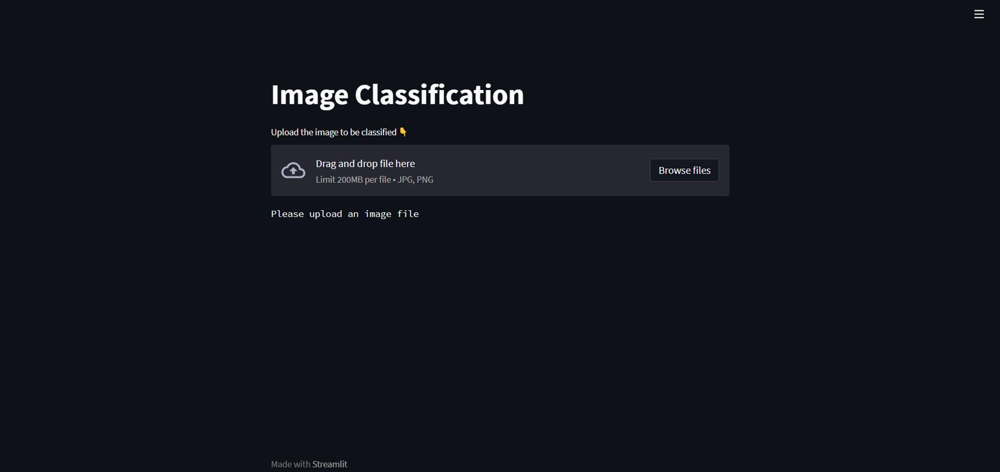 Image Classification
Upload the image to be classified 👇
Drag and drop file here
Limit 200MB per file • JPG, PNG
Browse files
Please upload an image file
Made with Streamlit